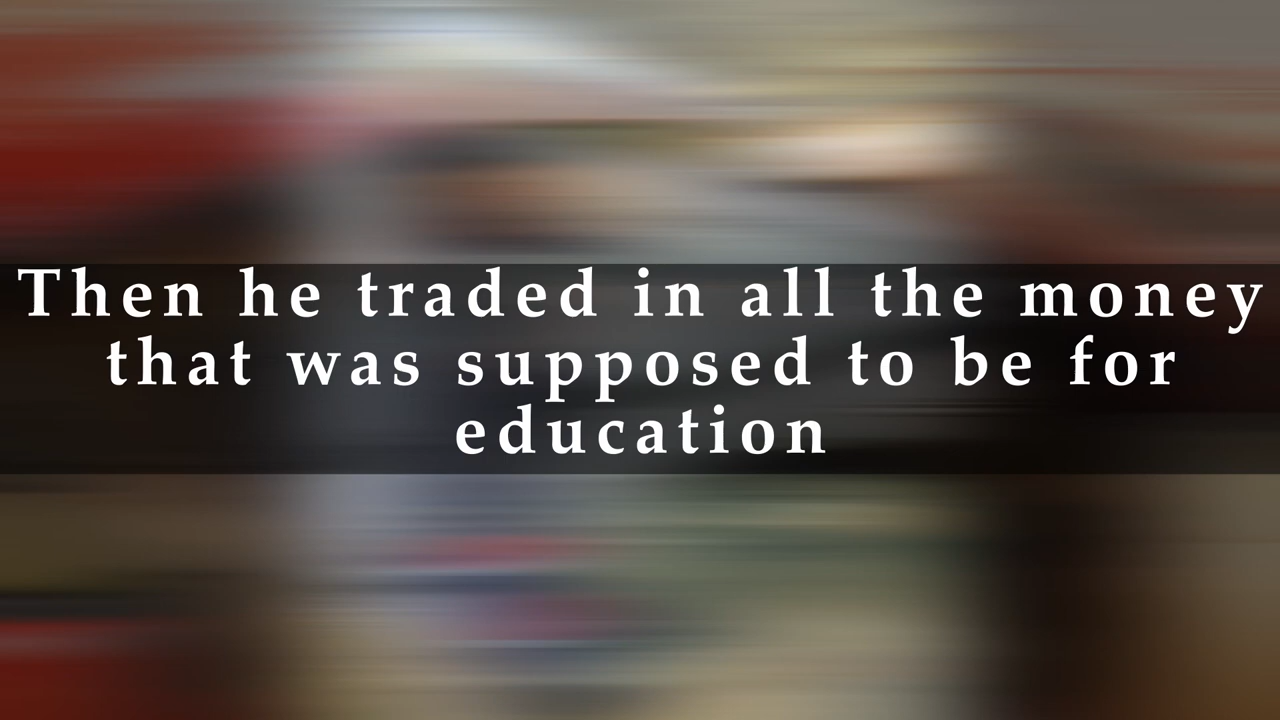 Then he traded in all the money
that was supposed to be for
education